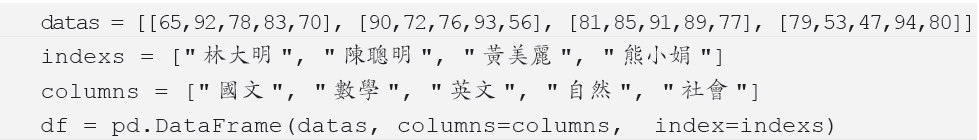 datas = [[65,92,78,83,70], [90,72,76,93,56], [81,85,91,89,77], [79,53,47,94,80]]
indexs = ["林大明", "陳聰明", "黃美麗", "熊小娟"]
columns = ["國文", "數學", "英文", "自然", "社會"]
df = pd.DataFrame(datas, columns=columns, index=indexs)